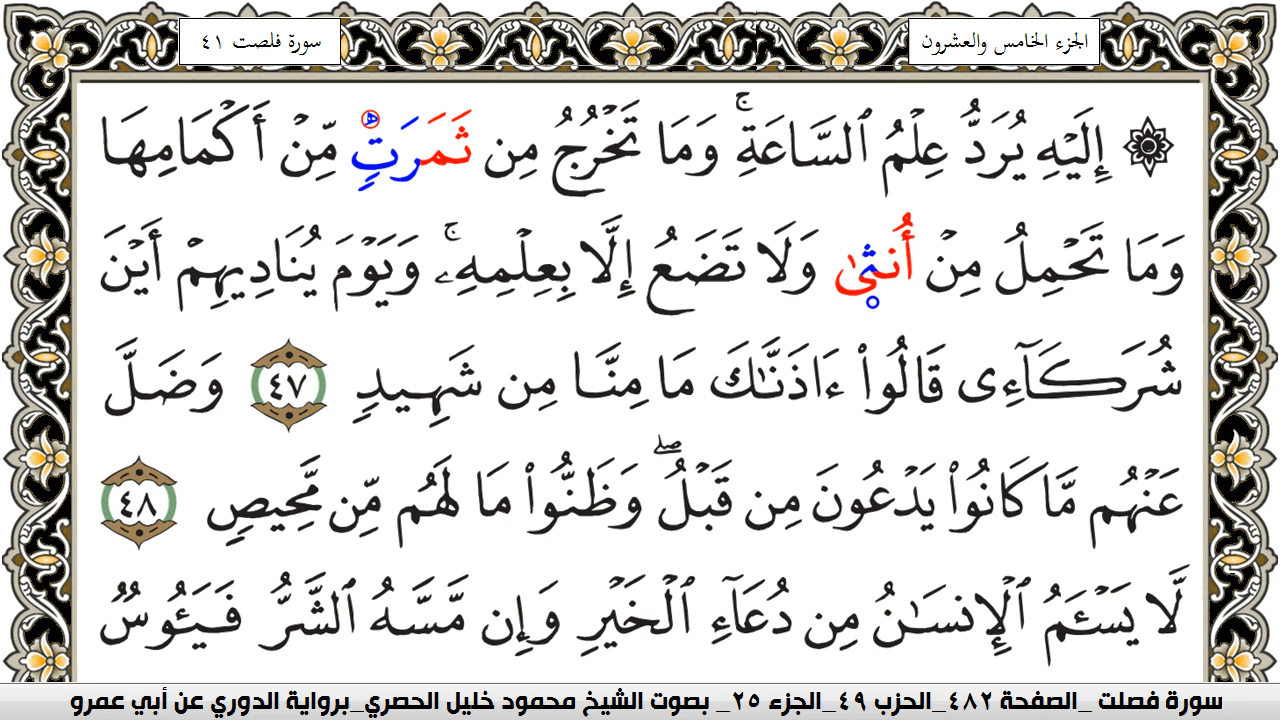 الجزء الخامس والعشرون
سورة فلصت ٤١
۞ إِلَيْهِ يُرَدُّ عِلْمُ ٱلسَّاعَةِۚ وَمَا تَخْرُجُ مِن ثَمَرَتٍ مِّنْ أَكْمَامِهَا
وَمَا تَحْمِلُ مِنْ أُنثَىٰ وَلَا تَضَعُ إِلَّا بِعِلْمِهِۦۚ وَيَوْمَ يُنَادِيهِمْ أَيْنَ
شُرَكَآءِى قَالُوا۟ ءَاذَنَّٰكَ مَا مِنَّا مِن شَهِيدٍ ٤٧ وَضَلَّ
عَنْهُم مَّا كَانُوا۟ يَدْعُونَ مِن قَبْلُۖ وَظَنُّوا۟ مَا لَهُم مِّن مَّحِيصٍ ٤٨
لَّا يَسْـَٔمُ ٱلْإِنسَٰنُ مِن دُعَآءِ ٱلْخَيْرِ وَإِن مَّسَّهُ ٱلشَّرُّ فَيَـُٔوسٌ
سورة فصلت _الصفحة ٤٨٢_الحزب ٤٩_الجزء ٢٥_ بصوت الشيخ محمود خليل الحصري_برواية الدوري عن أبي عمرو